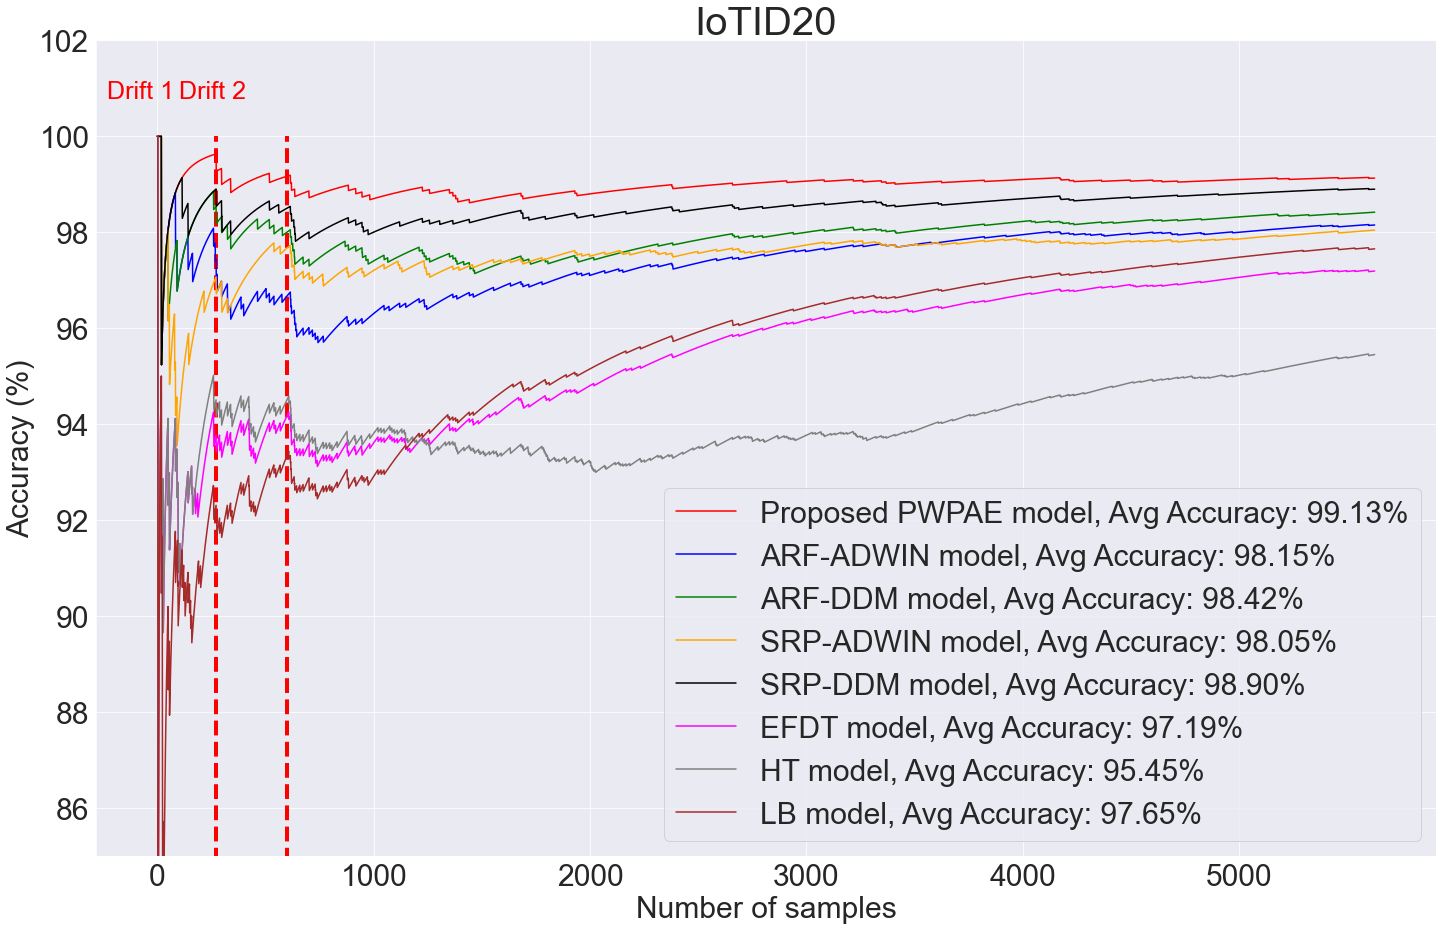 IoTID20
102
100
98
96
94
92
90
88
86
Accuracy (%)
Drift 1 Drift 2
Proposed PWPAE model, Avg Accuracy: 99.13%
ARF-ADWIN model, Avg Accuracy: 98.15%
ARF-DDM model, Avg Accuracy: 98.42%
SRP-ADWIN model, Avg Accuracy: 98.05%
SRP-DDM model, Avg Accuracy: 98.90%
EFDT model, Avg Accuracy: 97.19%
HT model, Avg Accuracy: 95.45%
LB model, Avg Accuracy: 97.65%
0 1000 2000 3000 4000 5000
Number of samples